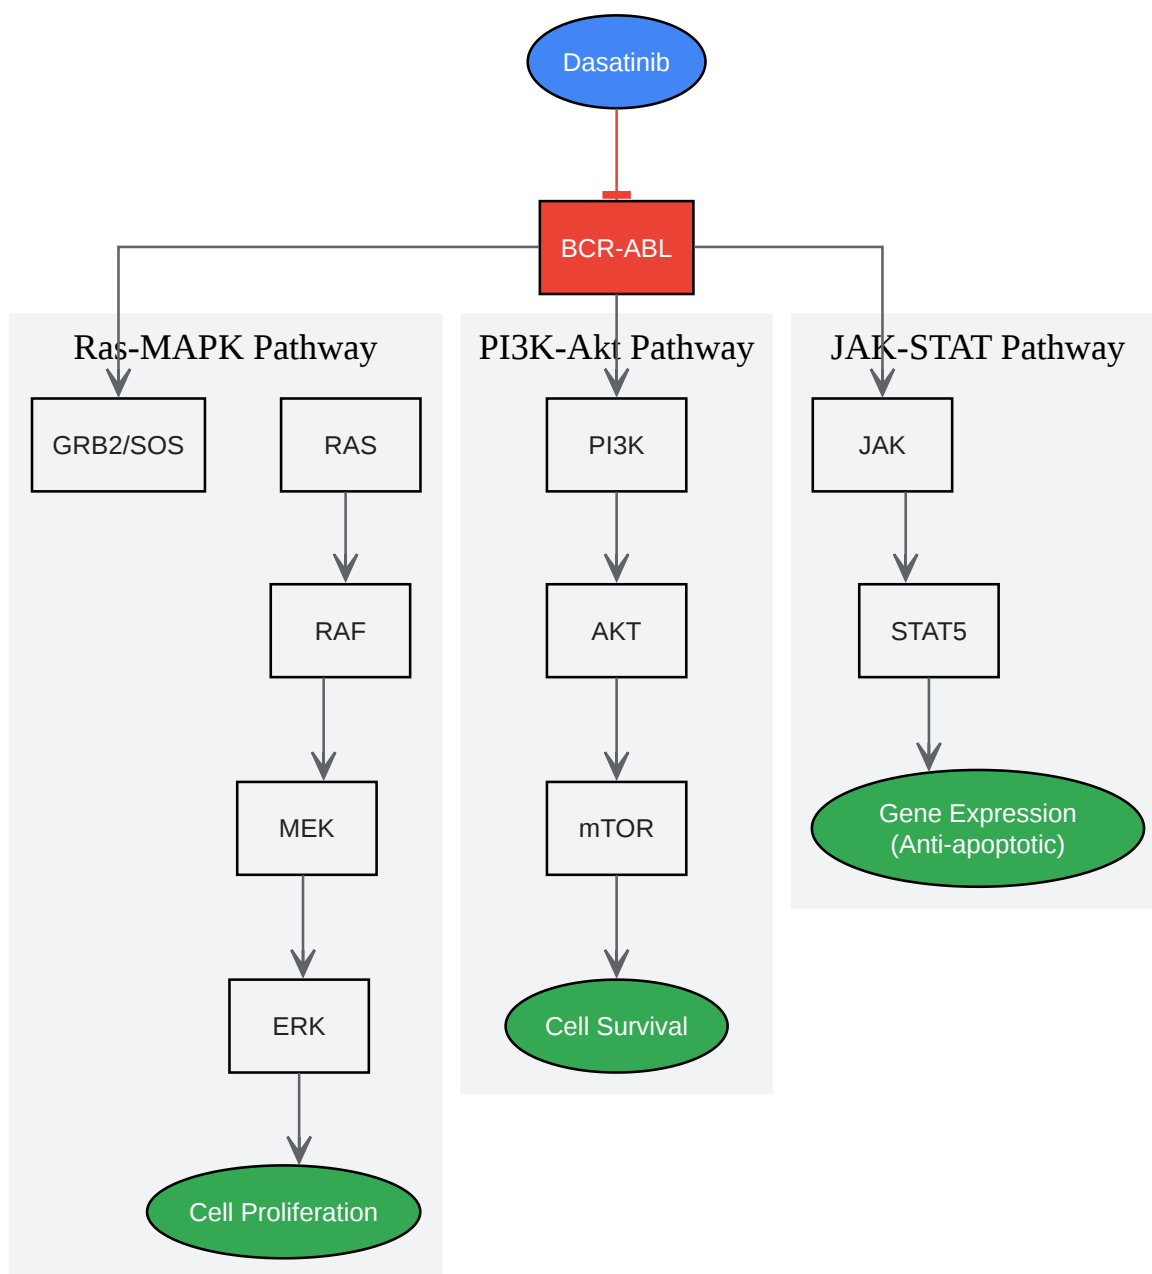 Dasatinib
BCR-ABL
Ras-MAPK Pathway
PI3K-Akt Pathway
JAK-STAT Pathway
GRB2/SOS
RAS
PI3K
JAK
RAF
AKT
STAT5
MEK
mTOR
Gene Expression
(Anti-apoptotic)
ERK
Cell Survival
Cell Proliferation